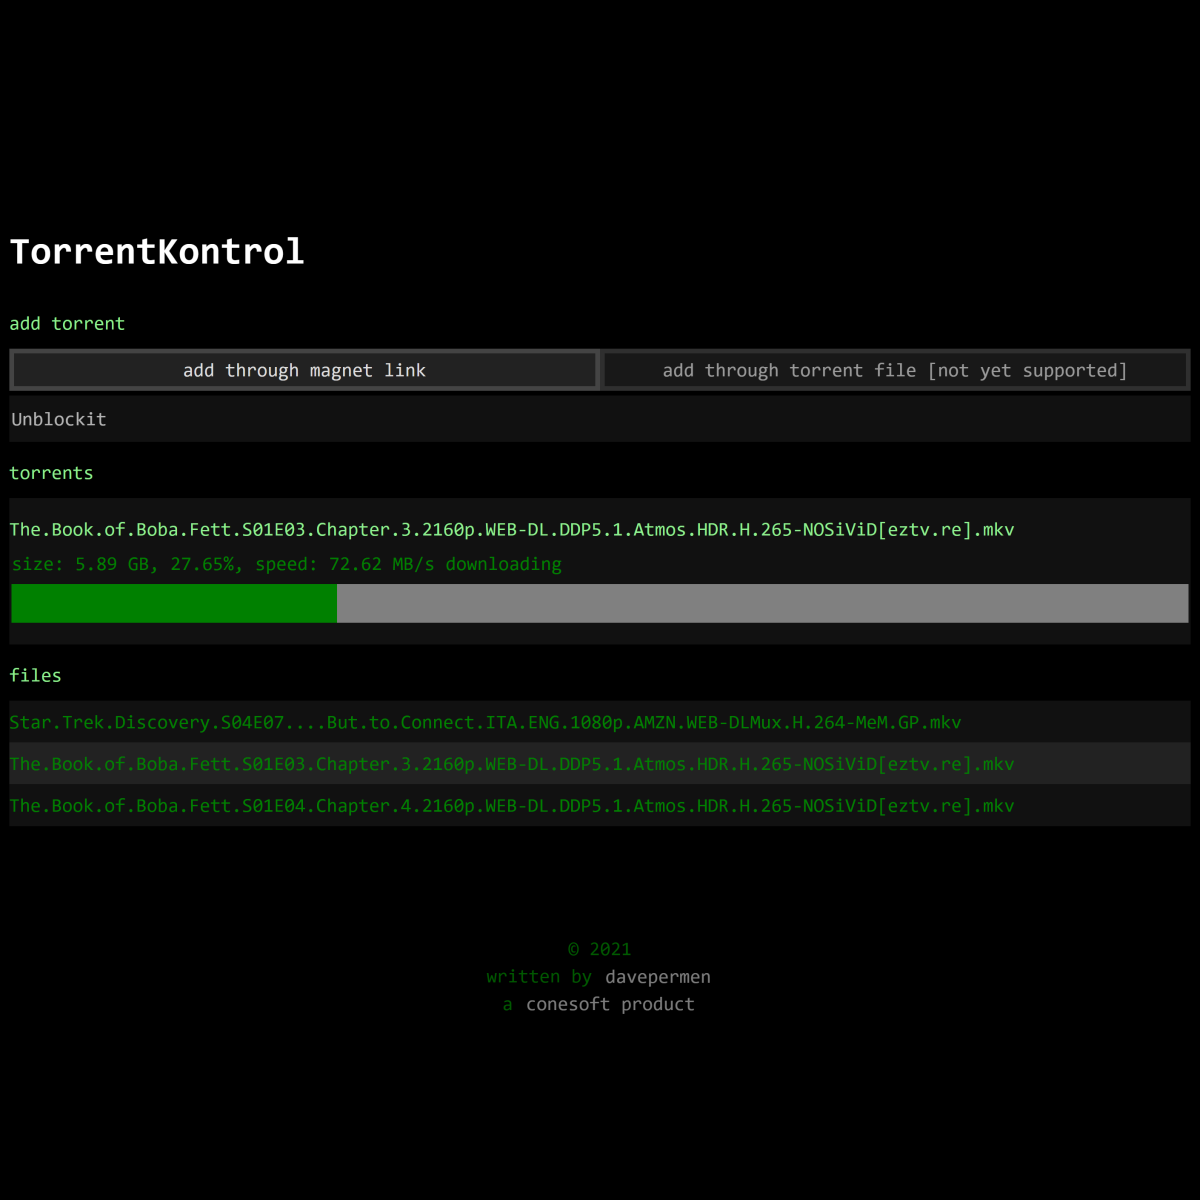 TorrentKontrol
add torrent
add through magnet link add through torrent file [not yet supported]
Unblockit
torrents
The.Book.of.Boba.Fett.S01E03.Chapter.3.2160p.WEB-DL.DDP5.1.Atmos.HDR.H.265-NOSiViD[eztv.re].mkv
size: 5.89 GB, 27.65%, speed: 72.62 MB/s downloading
files
Star.Trek.Discovery.S04E07....But.to.Connect.ITA.ENG.1080p.AMZN.WEB-DLMux.H.264-MeM.GP.mkv
The.Book.of.Boba.Fett.S01E03.Chapter.3.2160p.WEB-DL.DDP5.1.Atmos.HDR.H.265-NOSiViD[eztv.re].mkv
The.Book.of.Boba.Fett.S01E04.Chapter.4.2160p.WEB-DL.DDP5.1.Atmos.HDR.H.265-NOSiViD[eztv.re].mkv
© 2021
written by davepermen
a conesoft product